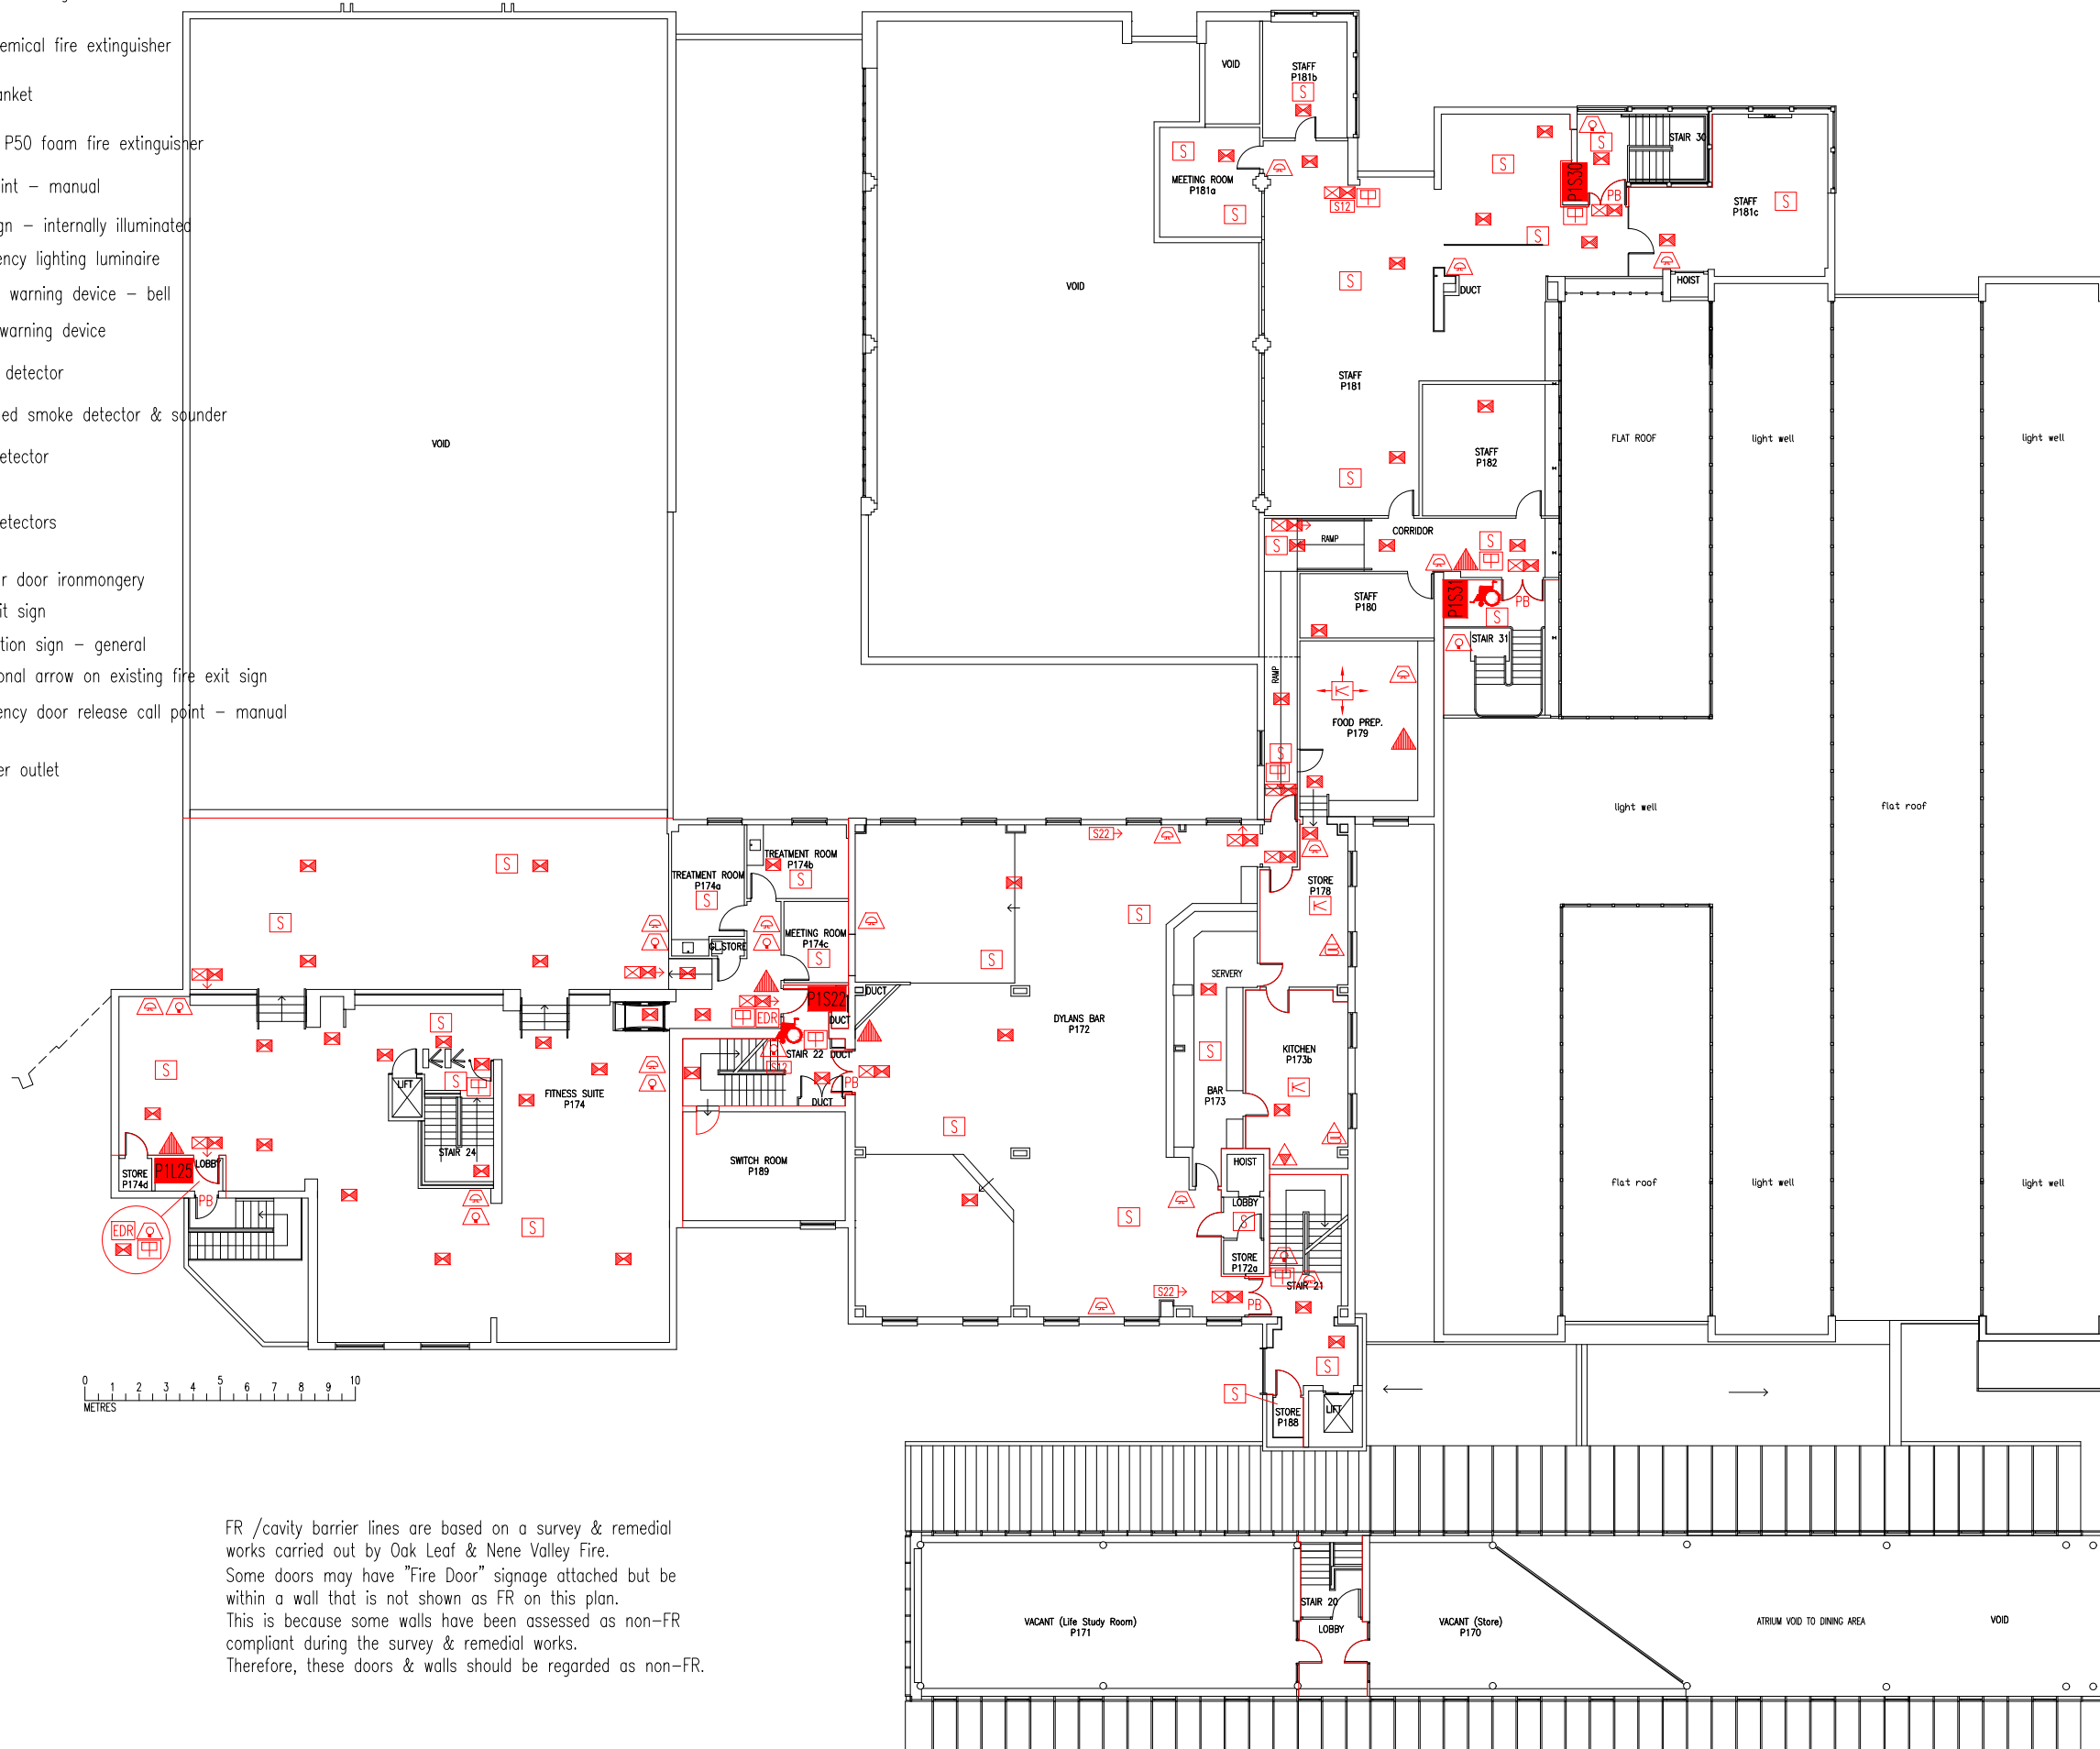 emical fire extinguisher
anket
P50 foam fire extinguisher
int – manual
gn – internally illuminated
ency lighting luminaire
warning device – bell
warning device
detector
ed smoke detector & sounder
etector
etectors
r door ironmongery
it sign
tion sign – general
onal arrow on existing fire exit sign
ency door release call point – manual
er outlet
VOID
VOID
VOID
STAFF
P181b
S
MEETING ROOM
P181a
S
S
S12
S
S
P1S30
PB
STAIR 30
STAFF
P181c
S
S
HOIST
DUCT
S
STAFF
P181
S
STAFF
P182
FLAT ROOF
light well
light well
CORRIDOR
RAMP
S
S
STAFF
P180
P1S31
PB
S
STAIR 31
RAMP
FOOD PREP.
P179
S
light well
flat roof
S
S
TREATMENT ROOM
P174a
S
TREATMENT ROOM
P174b
S
MEETING ROOM
P174c
S
GL.STORE
S22
S
S
STORE
P178
SERVERY
P1S22
DUCT
DUCT
EDR
STAIR 22
DUCT
S12
PB
DUCT
DYLANS BAR
P172
S
BAR
P173
KITCHEN
P173b
S
S
S
S
LIFT
FITNESS SUITE
P174
STAIR 24
S
STORE
P174d
P1L25
LOBBY
PB
EDR
SWITCH ROOM
P189
S
S22
HOIST
LOBBY
S
STORE
P172a
STAIR 21
PB
S
S
STORE
P188
LIFT
flat roof
light well
light well
0 1 2 3 4 5 6 7 8 9 10
METRES
FR /cavity barrier lines are based on a survey & remedial
works carried out by Oak Leaf & Nene Valley Fire.
Some doors may have "Fire Door" signage attached but be
within a wall that is not shown as FR on this plan.
This is because some walls have been assessed as non–FR
compliant during the survey & remedial works.
Therefore, these doors & walls should be regarded as non–FR.
VACANT (Life Study Room)
P171
STAIR 20
LOBBY
VACANT (Store)
P170
ATRIUM VOID TO DINING AREA
VOID